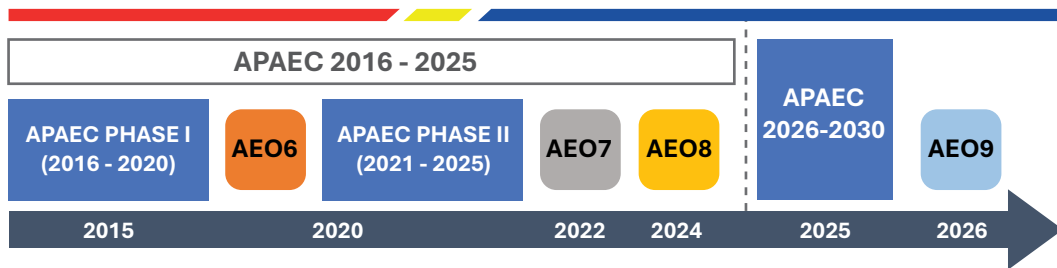 APAEC 2016 - 2025
APAEC PHASE I
(2016 - 2020)
AEO6
APAEC PHASE II
(2021 - 2025)
AEO7
AEO8
APAEC
2026-2030
AEO9
2015
2020
2022
2024
2025
2026